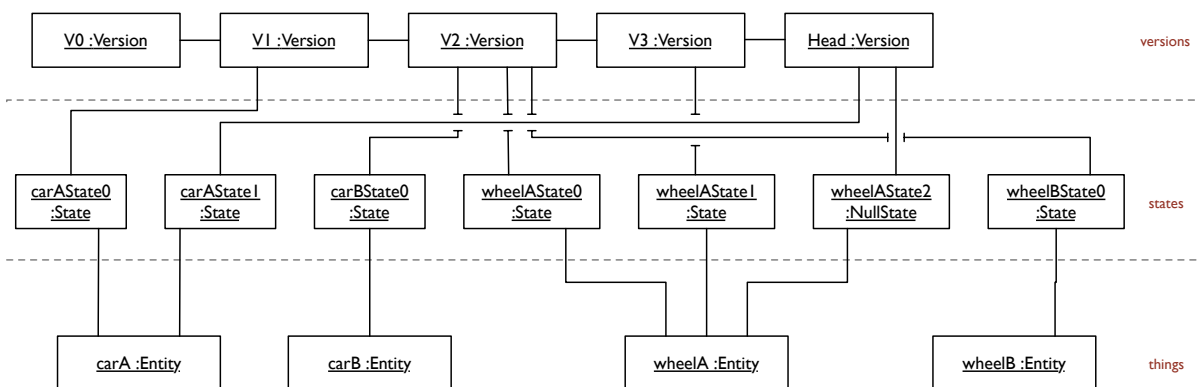 V0 :Version
V1 :Version
V2 :Version
V3 :Version
Head :Version
versions
carAState0
:State
carAState1
:State
carBState0
:State
wheelAState0
:State
wheelAState1
:State
wheelAState2
:NullState
wheelBState0
:State
states
carA :Entity
carB :Entity
wheelA :Entity
wheelB :Entity
things